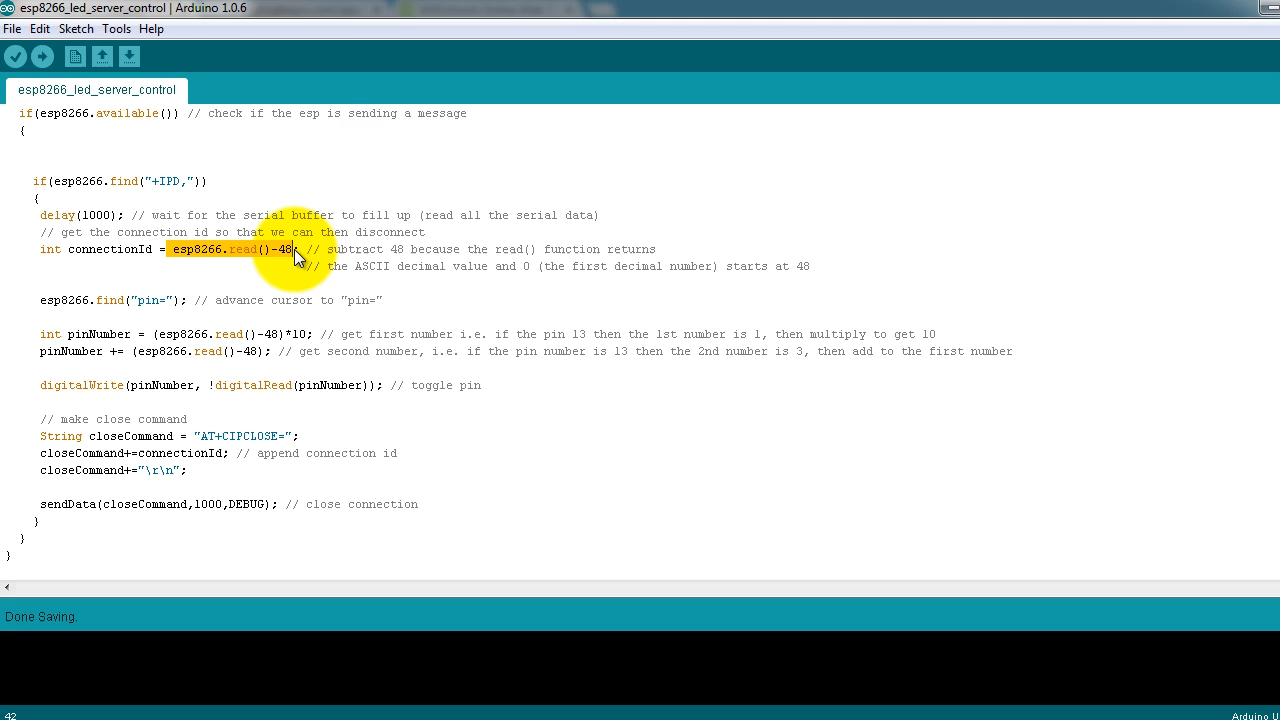 esp8266_led_server_control | Arduino 1.0.6
File Edit Sketch Tools Help
esp8266_led_server_control
if(esp8266.available()) // check if the esp is sending a message
{
if(esp8266.find("+IPD,"))
{
delay(1000); // wait for the serial buffer to fill up (read all the serial data)
// get the connection id so that we can then disconnect
int connectionId = esp8266.read()-48; // subtract 48 because the read() function returns
// the ASCII decimal value and 0 (the first decimal number) starts at 48
esp8266.find("pin="); // advance cursor to "pin="
int pinNumber = (esp8266.read()-48)*10; // get first number i.e. if the pin 13 then the 1st number is 1, then multiply to get 10
pinNumber += (esp8266.read()-48); // get second number, i.e. if the pin number is 13 then the 2nd number is 3, then add to the first number
digitalWrite(pinNumber, !digitalRead(pinNumber)); // toggle pin
// make close command
String closeCommand = "AT+CIPCLOSE=";
closeCommand+=connectionId; // append connection id
closeCommand+="\r\n";
sendData(closeCommand,1000,DEBUG); // close connection
}
}
}
Done Saving.
42 Arduino U